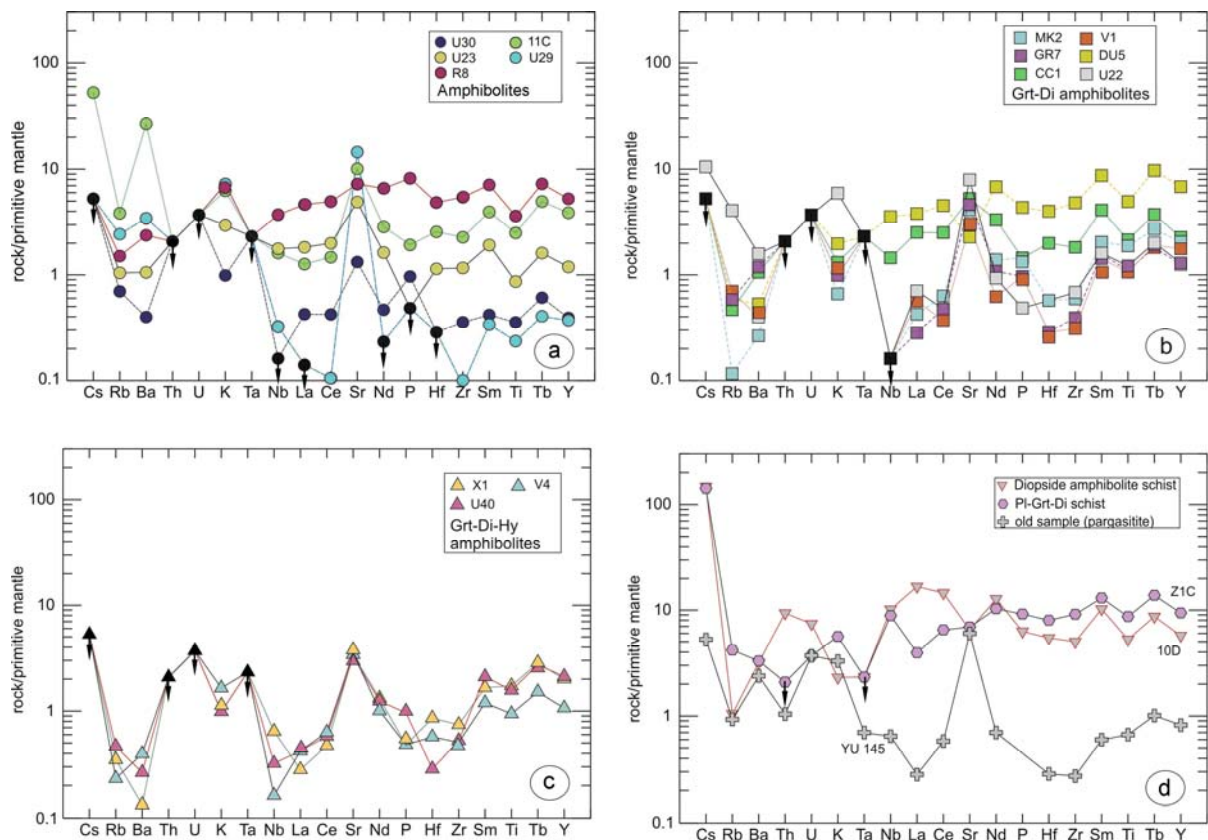 U30 11C
U23 U29
R8
Amphibolites
100
10
1
0.1
rock/primitive mantle
Cs Rb Ba Th U K Ta Nb La Ce Sr Nd P Hf Zr Sm Ti Tb Y
a
MK2 V1
GR7 DU5
CC1 U22
Grt-Di amphibolites
100
10
1
0.1
rock/primitive mantle
Cs Rb Ba Th U K Ta Nb La Ce Sr Nd P Hf Zr Sm Ti Tb Y
b
X1 V4
U40
Grt-Di-Hy
amphibolites
100
10
1
0.1
rock/primitive mantle
Cs Rb Ba Th U K Ta Nb La Ce Sr Nd P Hf Zr Sm Ti Tb Y
c
Diopside amphibolite schist
Pl-Grt-Di schist
old sample (pargasitite)
100
10
1
0.1
rock/primitive mantle
Z1C
10D
YU 145
Cs Rb Ba Th U K Ta Nb La Ce Sr Nd P Hf Zr Sm Ti Tb Y
d